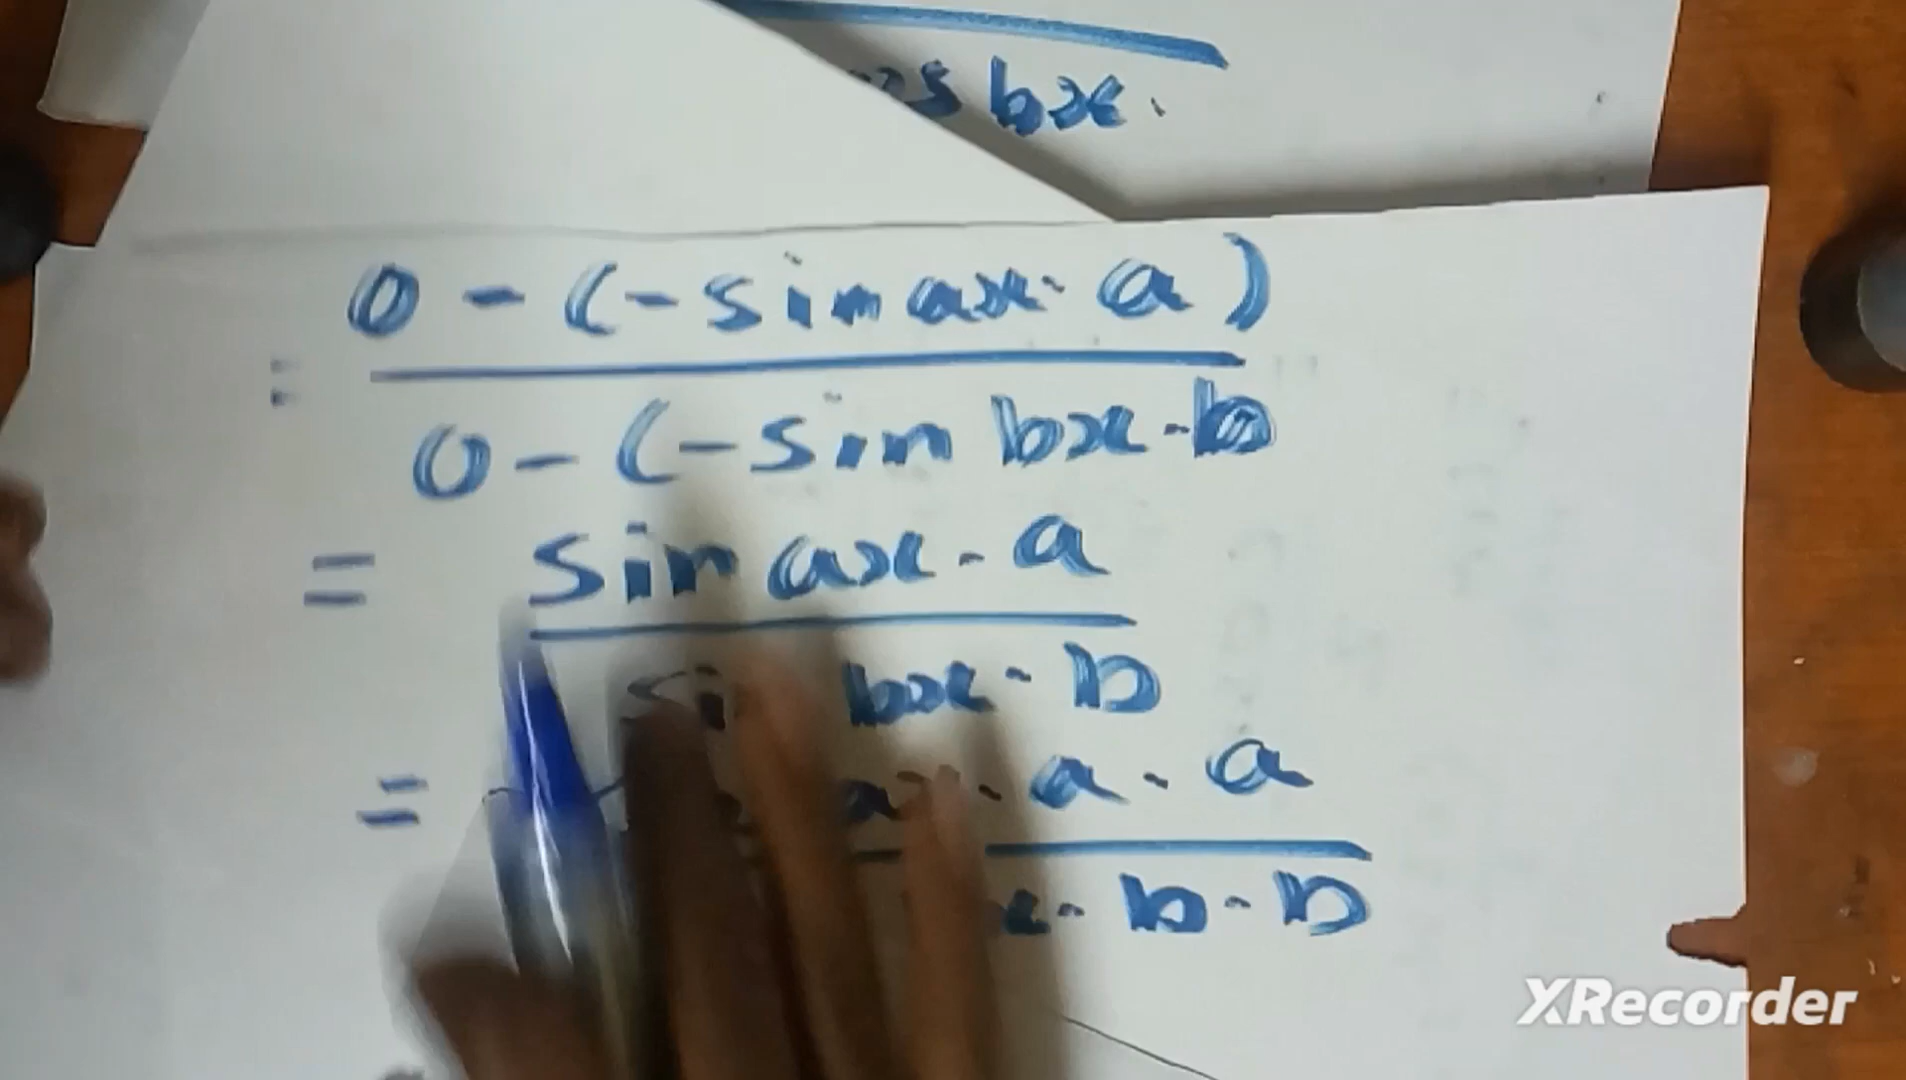 bx.
0 - (-sin ax. a)
=
0 - (-sin bx. b
= sin ax. a
bx. b
= . a. a
. b. b
XRecorder